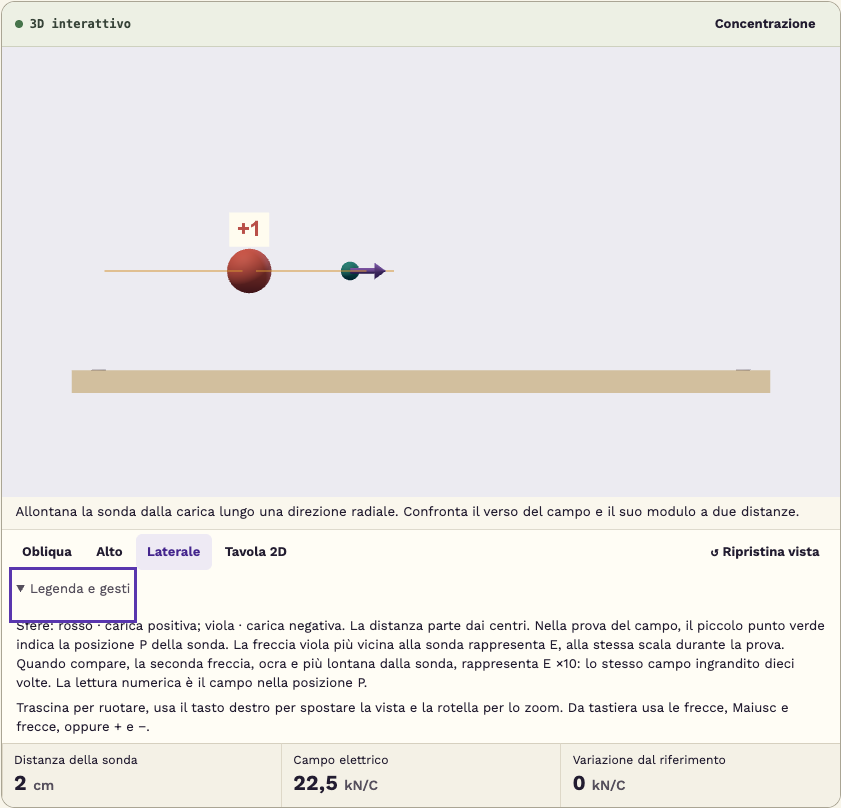 3D interattivo
Concentrazione
+1
Allontana la sonda dalla carica lungo una direzione radiale. Confronta il verso del campo e il suo modulo a due distanze.
Obliqua Alto Laterale Tavola 2D ↺ Ripristina vista
▼ Legenda e gesti
Sfere: rosso · carica positiva; viola · carica negativa. La distanza parte dai centri. Nella prova del campo, il piccolo punto verde
indica la posizione P della sonda. La freccia viola più vicina alla sonda rappresenta E, alla stessa scala durante la prova.
Quando compare, la seconda freccia, ocra e più lontana dalla sonda, rappresenta E ×10: lo stesso campo ingrandito dieci
volte. La lettura numerica è il campo nella posizione P.
Trascina per ruotare, usa il tasto destro per spostare la vista e la rotella per lo zoom. Da tastiera usa le frecce, Maiusc e
frecce, oppure + e −.
Distanza della sonda
2 cm
Campo elettrico
22,5 kN/C
Variazione dal riferimento
0 kN/C